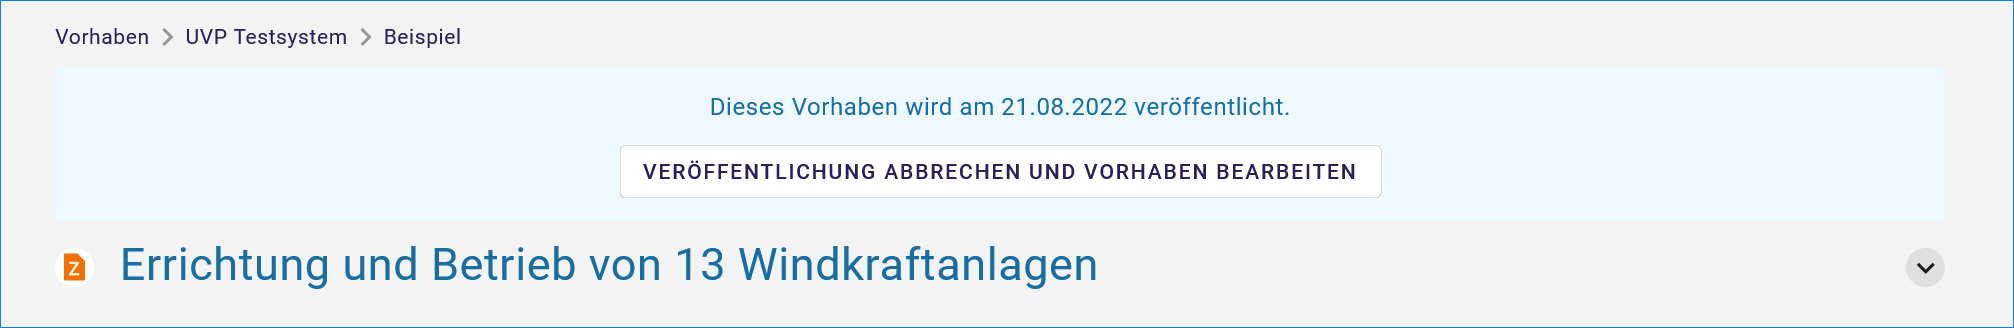 Vorhaben UVP Testsystem Beispiel
Dieses Vorhaben wird am 21.08.2022 veröffentlicht.
VERÖFFENTLICHUNG ABBRECHEN UND VORHABEN BEARBEITEN
Z Errichtung und Betrieb von 13 Windkraftanlagen